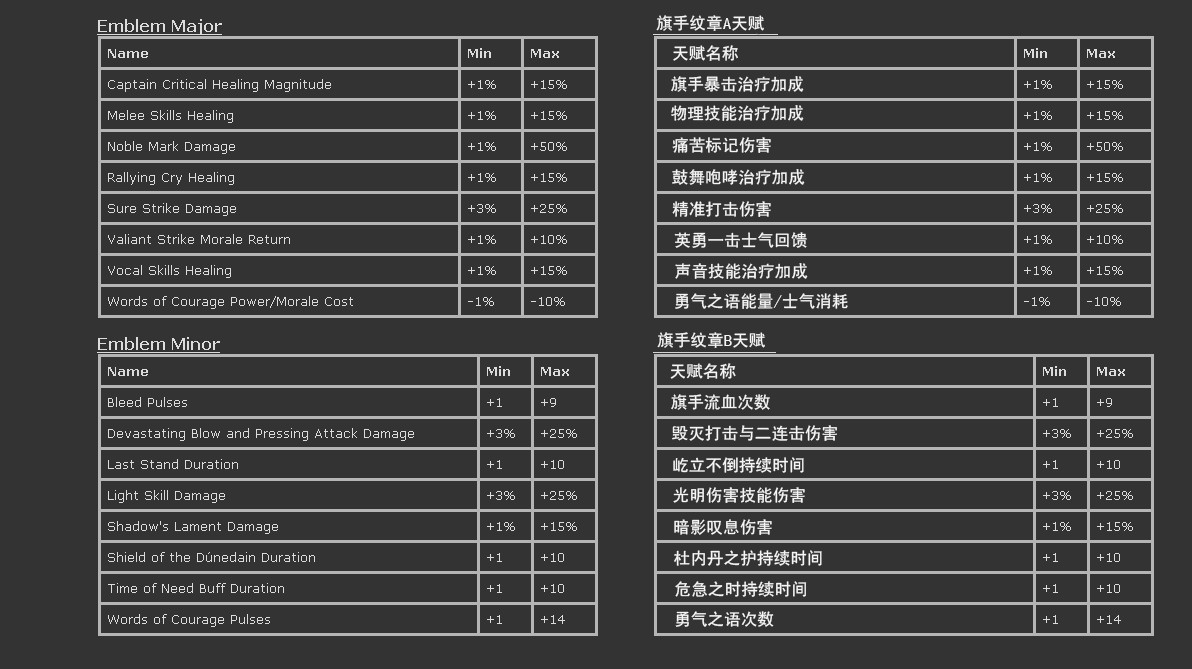 Emblem Major
Name Min Max
Captain Critical Healing Magnitude +1% +15%
Melee Skills Healing +1% +15%
Noble Mark Damage +1% +50%
Rallying Cry Healing +1% +15%
Sure Strike Damage +3% +25%
Valiant Strike Morale Return +1% +10%
Vocal Skills Healing +1% +15%
Words of Courage Power/Morale Cost -1% -10%
Emblem Minor
Name Min Max
Bleed Pulses +1 +9
Devastating Blow and Pressing Attack Damage +3% +25%
Last Stand Duration +1 +10
Light Skill Damage +3% +25%
Shadow's Lament Damage +1% +15%
Shield of the Dúnedain Duration +1 +10
Time of Need Buff Duration +1 +10
Words of Courage Pulses +1 +14
旗手纹章A天赋
天赋名称 Min Max
旗手暴击治疗加成 +1% +15%
物理技能治疗加成 +1% +15%
痛苦标记伤害 +1% +50%
鼓舞咆哮治疗加成 +1% +15%
精准打击伤害 +3% +25%
英勇一击士气回馈 +1% +10%
声音技能治疗加成 +1% +15%
勇气之语能量/士气消耗 -1% -10%
旗手纹章B天赋
天赋名称 Min Max
旗手流血次数 +1 +9
毁灭打击与二连击伤害 +3% +25%
屹立不倒持续时间 +1 +10
光明伤害技能伤害 +3% +25%
暗影叹息伤害 +1% +15%
杜内丹之护持续时间 +1 +10
危急之时持续时间 +1 +10
勇气之语次数 +1 +14